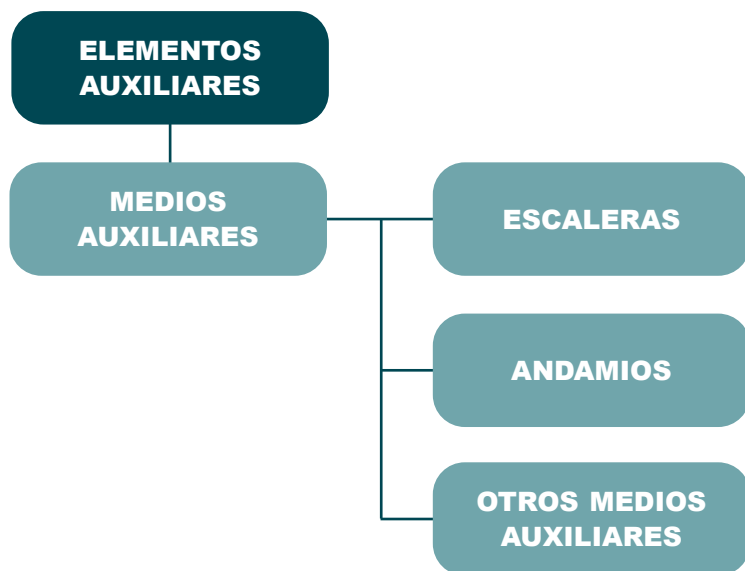 ELEMENTOS
AUXILIARES
MEDIOS
AUXILIARES
ESCALERAS
ANDAMIOS
OTROS MEDIOS
AUXILIARES